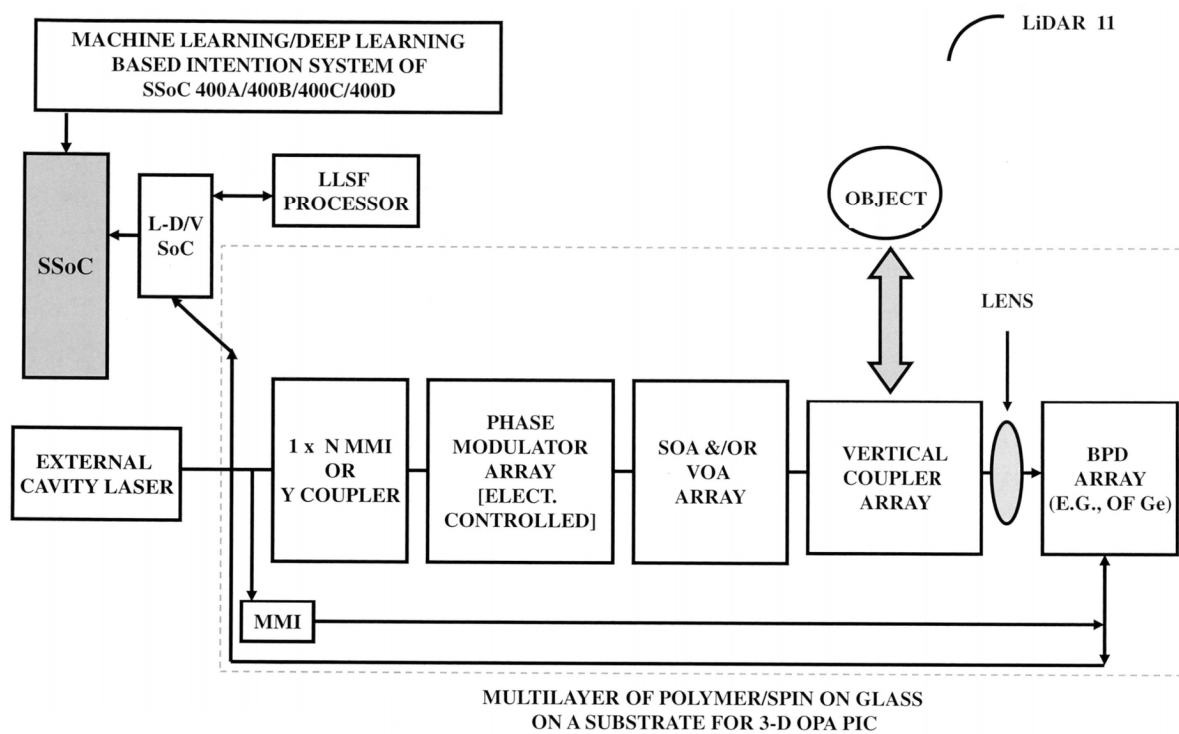 LiDAR 11
MACHINE LEARNING/DEEP LEARNING
BASED INTENTION SYSTEM OF
SSoC 400A/400B/400C/400D
LLSF
PROCESSOR
L-D/V
SoC
SSoC
OBJECT
LENS
EXTERNAL
CAVITY LASER
1 x N MMI
OR
Y COUPLER
PHASE
MODULATOR
ARRAY
[ELECT.
CONTROLLED]
SOA &/OR
VOA
ARRAY
VERTICAL
COUPLER
ARRAY
BPD
ARRAY
(E.G., OF Ge)
MMI
MULTILAYER OF POLYMER/SPIN ON GLASS
ON A SUBSTRATE FOR 3-D OPA PIC